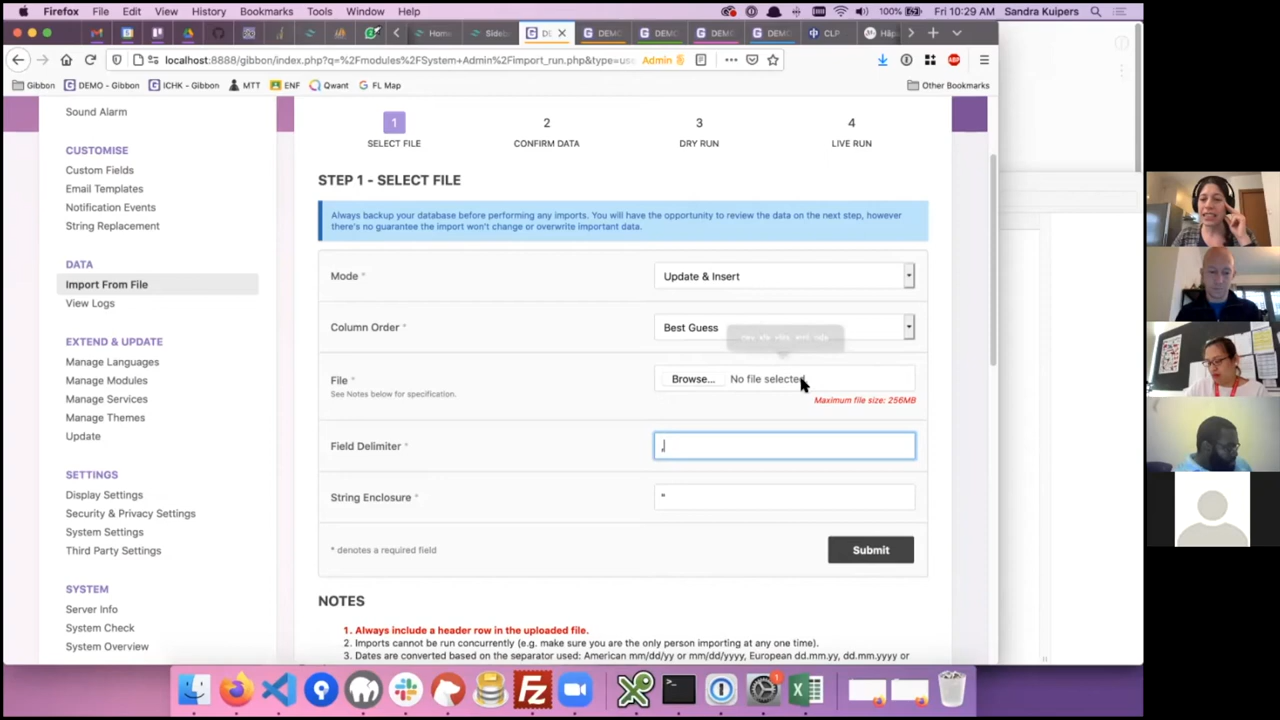 Firefox File Edit View History Bookmarks Tools Window Help 100% Fri 10:29 AM Sandra Kuipers
Home Sideb DE DEMO DEMO DEMO DEMO CLP
localhost:8888/gibbon/index.php?q=%2Fmodules%2FSystem+Admin%2Fimport_run.php&type=us Admin
Gibbon DEMO - Gibbon ICHK - Gibbon MTT ENF Qwant FL Map Other Bookmarks
Sound Alarm
CUSTOMISE
Custom Fields
Email Templates
Notification Events
String Replacement
DATA
Import From File
View Logs
EXTEND & UPDATE
Manage Languages
Manage Modules
Manage Services
Manage Themes
Update
SETTINGS
Display Settings
Security & Privacy Settings
System Settings
Third Party Settings
SYSTEM
Server Info
System Check
System Overview
1 2 3 4
SELECT FILE CONFIRM DATA DRY RUN LIVE RUN
STEP 1 - SELECT FILE
Always backup your database before performing any imports. You will have the opportunity to review the data on the next step, however
there's no guarantee the import won't change or overwrite important data.
Mode * Update & Insert
Column Order * Best Guess
File * Browse... No file selected
See Notes below for specification.
Maximum file size: 256MB
Field Delimiter * ,
String Enclosure * "
* denotes a required field Submit
NOTES
1. Always include a header row in the uploaded file.
2. Imports cannot be run concurrently (e.g. make sure you are the only person importing at any one time).
3. Dates are converted based on the separator used: American mm/dd/yy or mm/dd/yyyy, European dd.mm.yy, dd.mm.yyyy or